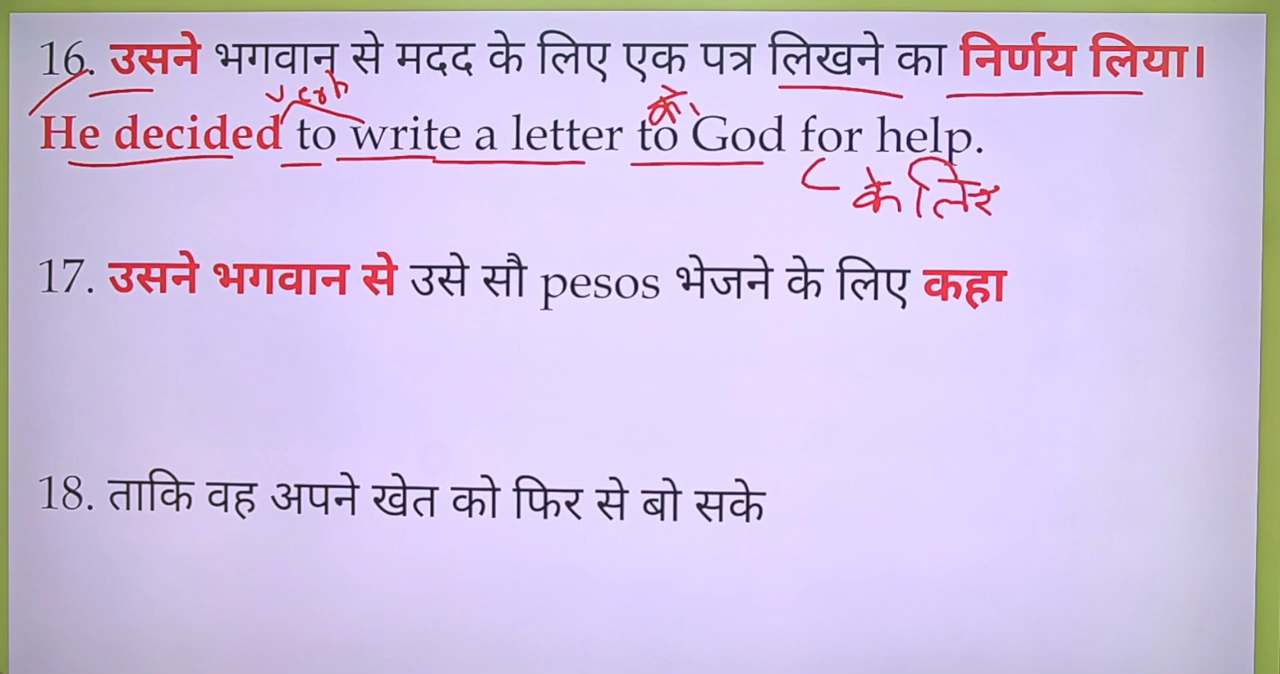 16. उसने भगवान से मदद के लिए एक पत्र लिखने का निर्णय लिया।
verb
को
He decided to write a letter to God for help.
के लिए
17. उसने भगवान से उसे सौ pesos भेजने के लिए कहा
18. ताकि वह अपने खेत को फिर से बो सके